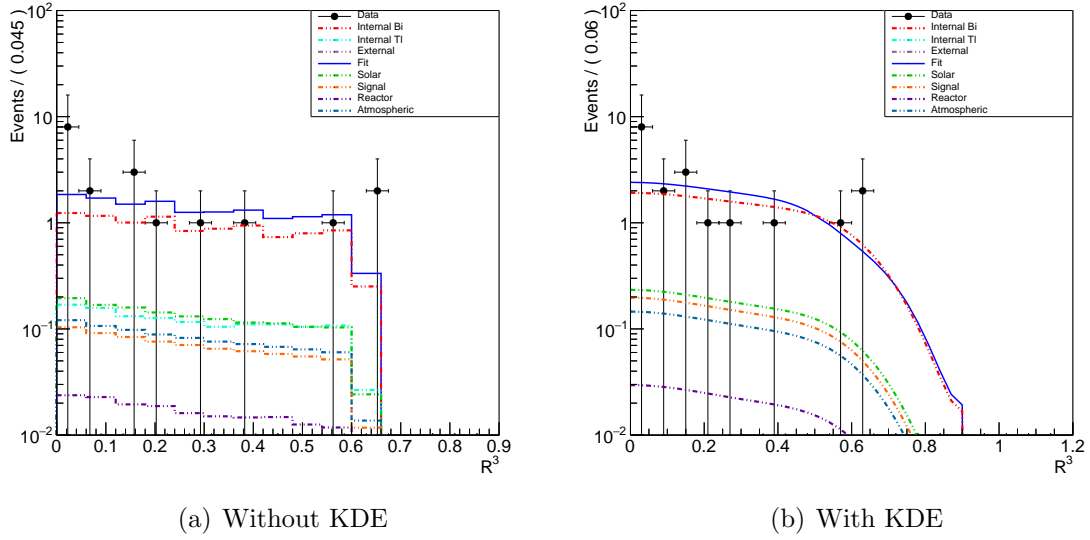 Events / ( 0.045 )
10²
10
1
10⁻¹
10⁻²
Data
Internal Bi
Internal Tl
External
Fit
Solar
Signal
Reactor
Atmospheric
0 0.1 0.2 0.3 0.4 0.5 0.6 0.7 0.8 0.9
R³
(a) Without KDE
Events / ( 0.06 )
10²
10
1
10⁻¹
10⁻²
Data
Internal Bi
Internal Tl
External
Fit
Solar
Signal
Reactor
Atmospheric
0 0.2 0.4 0.6 0.8 1 1.2
R³
(b) With KDE